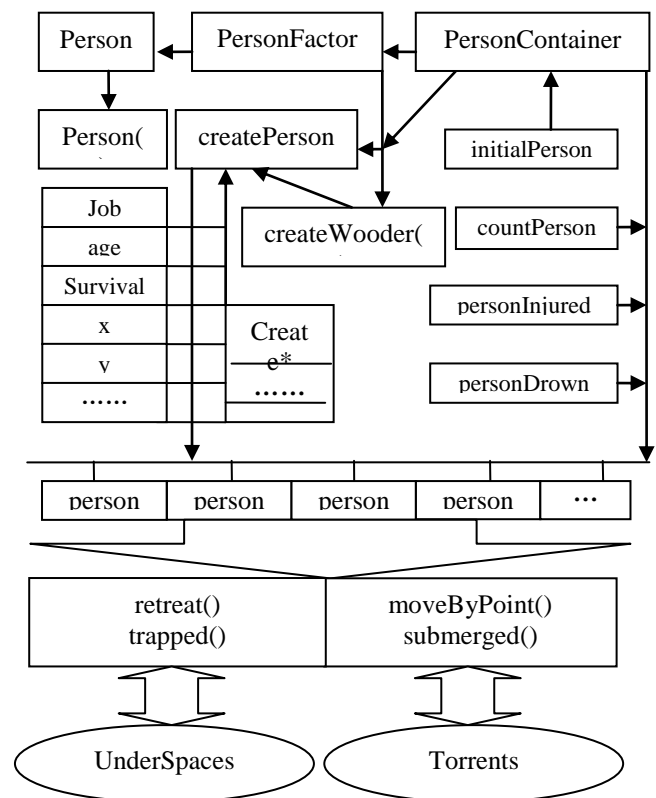 Person
PersonFactor
PersonContainer
Person(
createPerson
initialPerson
Job
createWooder(
countPerson
age
Survival
personInjured
x
Creat
e*
v
personDrown
……
……
person
person
person
person
…
retreat()
trapped()
moveByPoint()
submerged()
UnderSpaces
Torrents